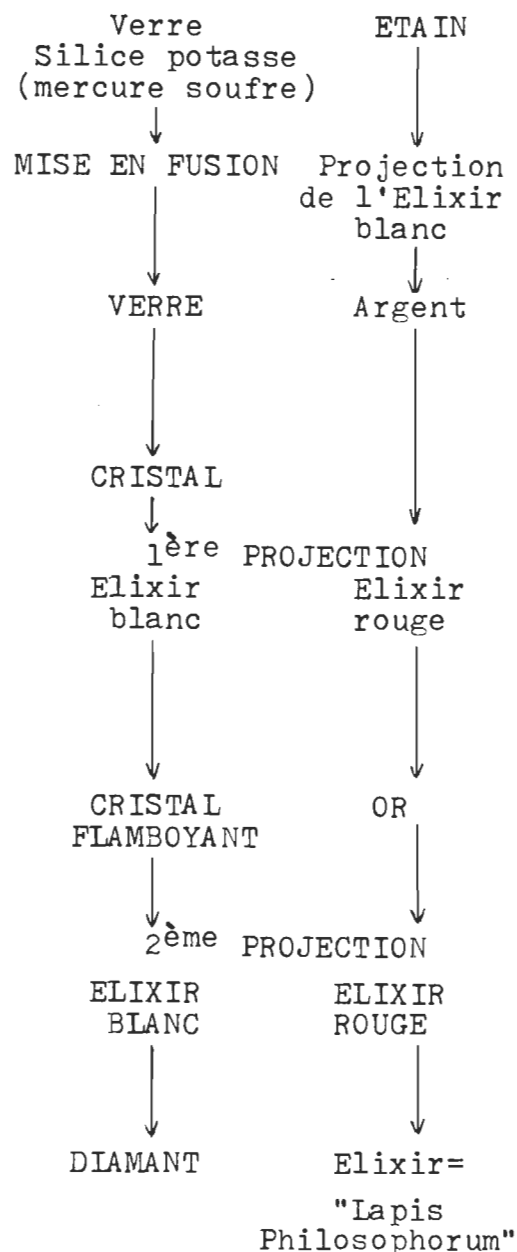 Verre ETAIN
Silice potasse
(mercure soufre)
MISE EN FUSION Projection
de l'Elixir
blanc
VERRE Argent
CRISTAL
1ère PROJECTION
Elixir Elixir
blanc rouge
CRISTAL OR
FLAMBOYANT
2ème PROJECTION
ELIXIR ELIXIR
BLANC ROUGE
DIAMANT Elixir=
"Lapis
Philosophorum"